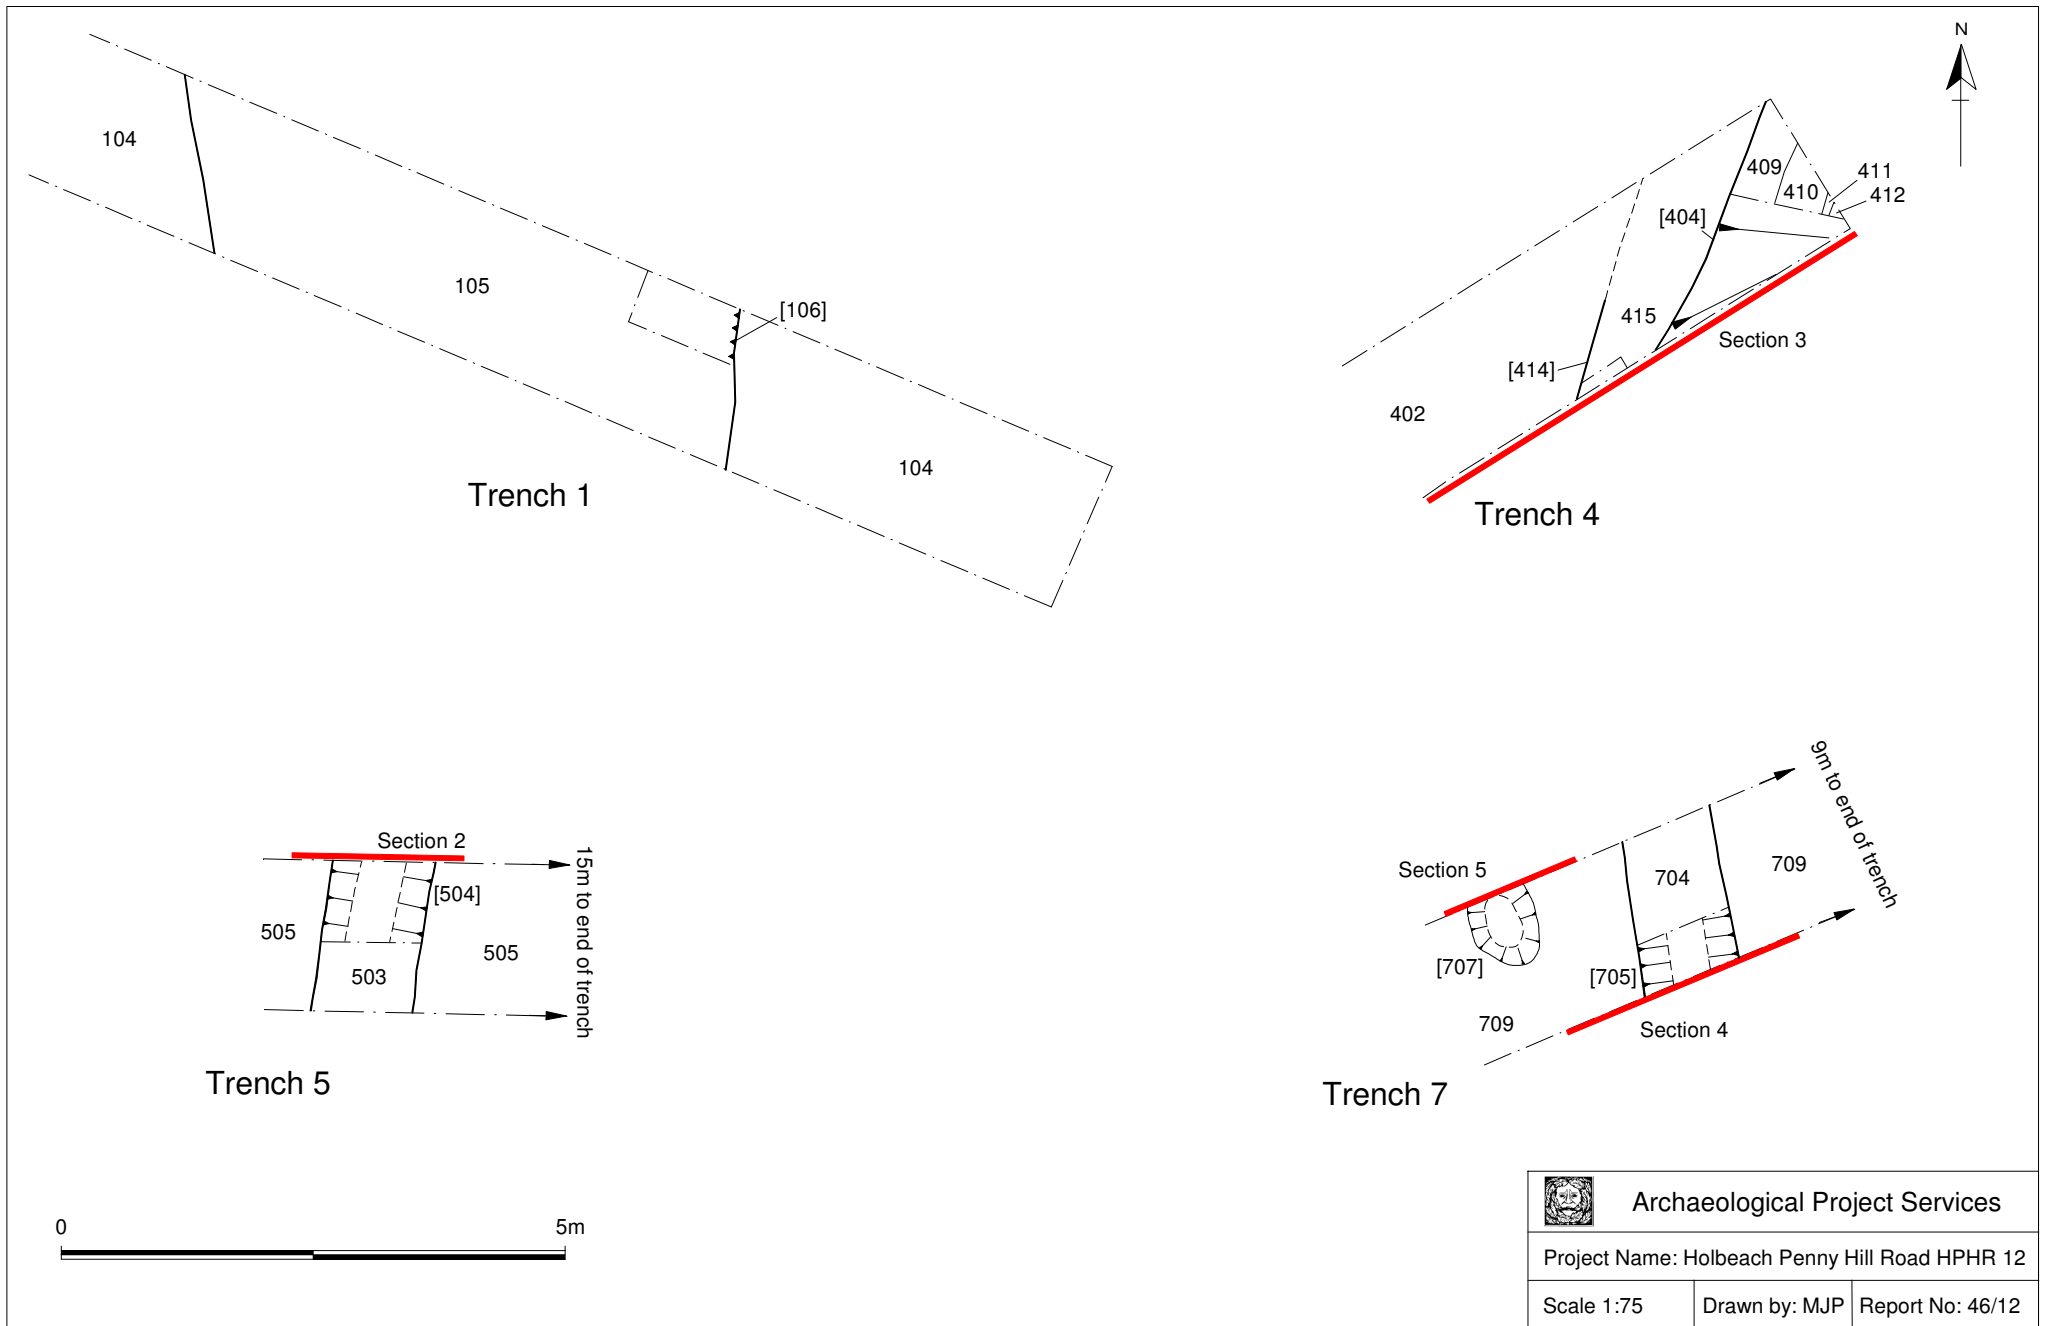 N
104
105
[106]
104
Trench 1
409
410
411
412
[404]
415
[414]
402
Section 3
Trench 4
Section 2
[504]
505
505
503
15m to end of trench
Trench 5
9m to end of trench
Section 5
704
709
[707]
[705]
709
Section 4
Trench 7
0 5m
Archaeological Project Services
Project Name: Holbeach Penny Hill Road HPHR 12
Scale 1:75 Drawn by: MJP Report No: 46/12